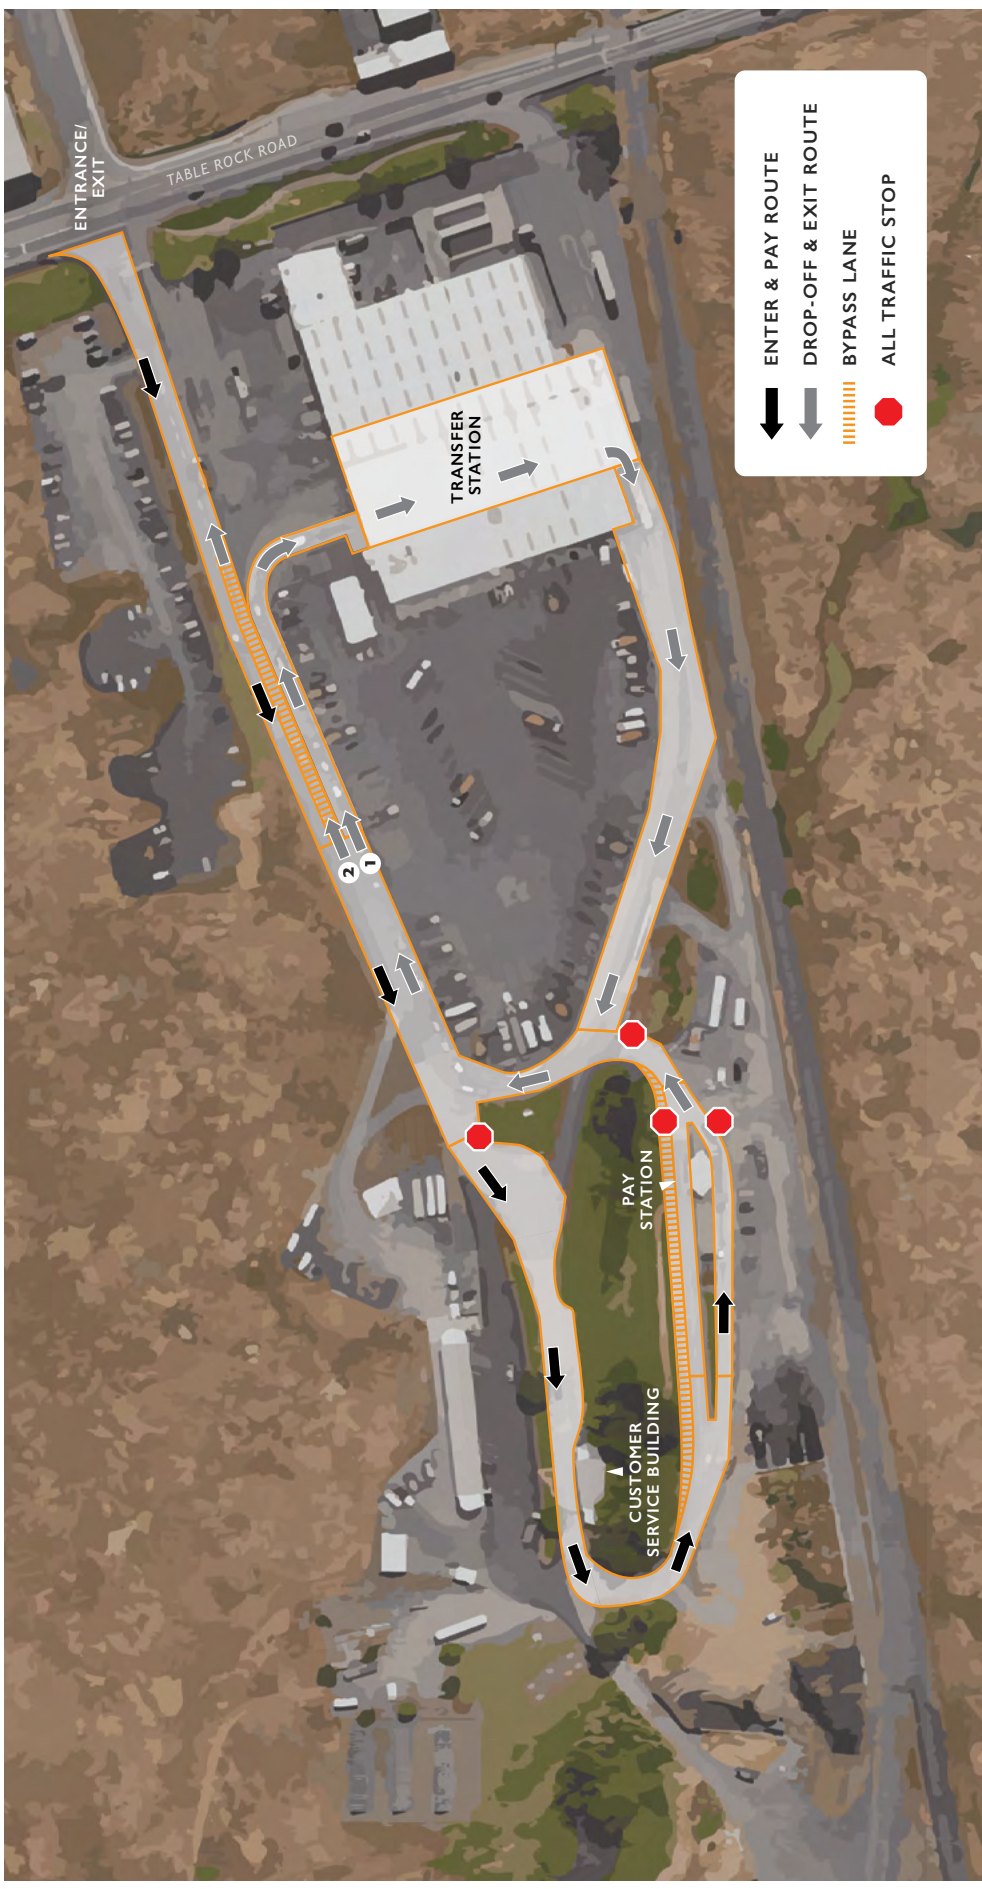 ENTRANCE/
EXIT
TABLE ROCK ROAD
TRANSFER
STATION
2
1
PAY
STATION
CUSTOMER
SERVICE BUILDING
ENTER & PAY ROUTE
DROP-OFF & EXIT ROUTE
BYPASS LANE
ALL TRAFFIC STOP